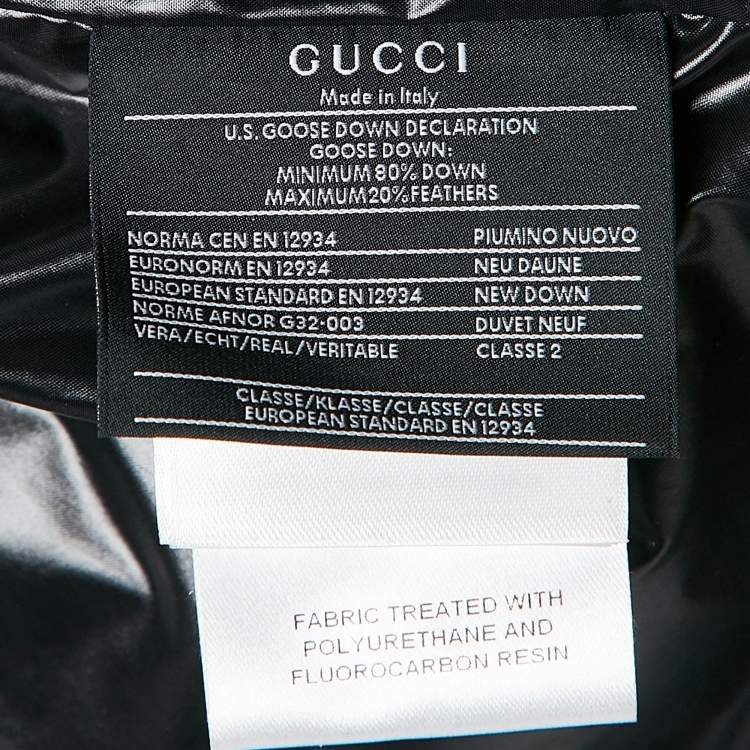 GUCCI
Made in Italy
U.S. GOOSE DOWN DECLARATION
GOOSE DOWN:
MINIMUM 80% DOWN
MAXIMUM 20% FEATHERS
NORMA CEN EN 12934 PIUMINO NUOVO
EURONORM EN 12934 NEU DAUNE
EUROPEAN STANDARD EN 12934 NEW DOWN
NORME AFNOR G32-003 DUVET NEUF
VERA/ECHT/REAL/VERITABLE CLASSE 2
CLASSE/KLASSE/CLASSE/CLASSE
EUROPEAN STANDARD EN 12934
FABRIC TREATED WITH
POLYURETHANE AND
FLUOROCARBON RESIN